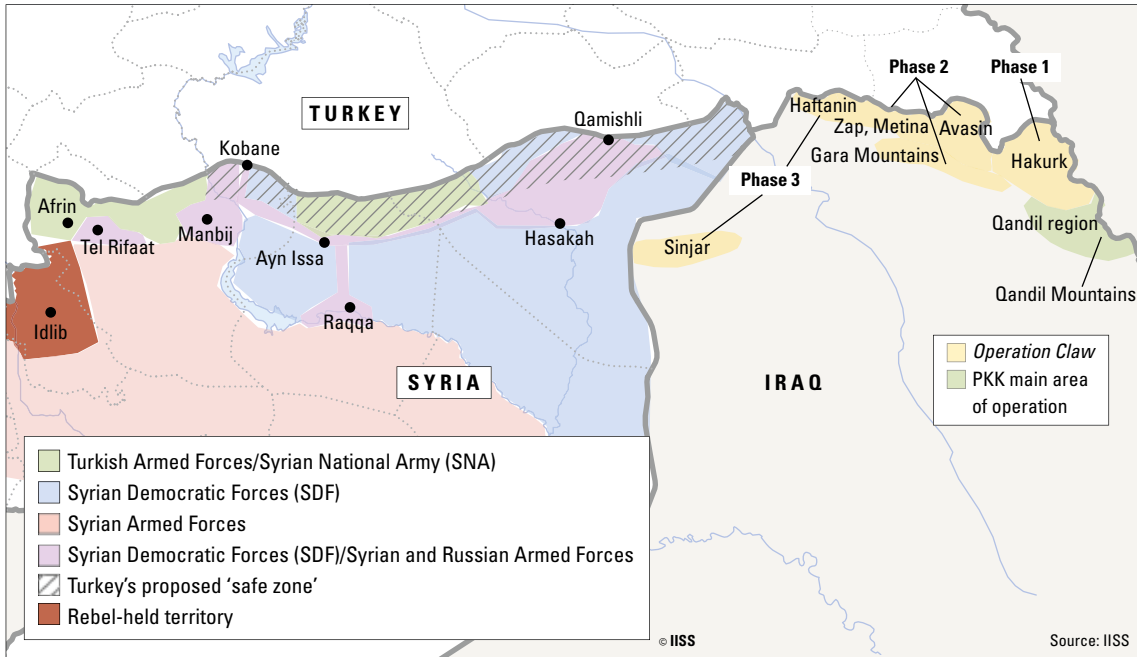 TURKEY
Kobane
Qamishli
Phase 2
Phase 1
Haftanin
Zap, Metina
Avasin
Gara Mountains
Hakurk
Phase 3
Afrin
Tel Rifaat
Manbij
Ayn Issa
Hasakah
Sinjar
Qandil region
Qandil Mountains
Idlib
Raqqa
SYRIA
IRAQ
Operation Claw
PKK main area
of operation
Turkish Armed Forces/Syrian National Army (SNA)
Syrian Democratic Forces (SDF)
Syrian Armed Forces
Syrian Democratic Forces (SDF)/Syrian and Russian Armed Forces
Turkey's proposed ‘safe zone’
Rebel-held territory
© IISS
Source: IISS